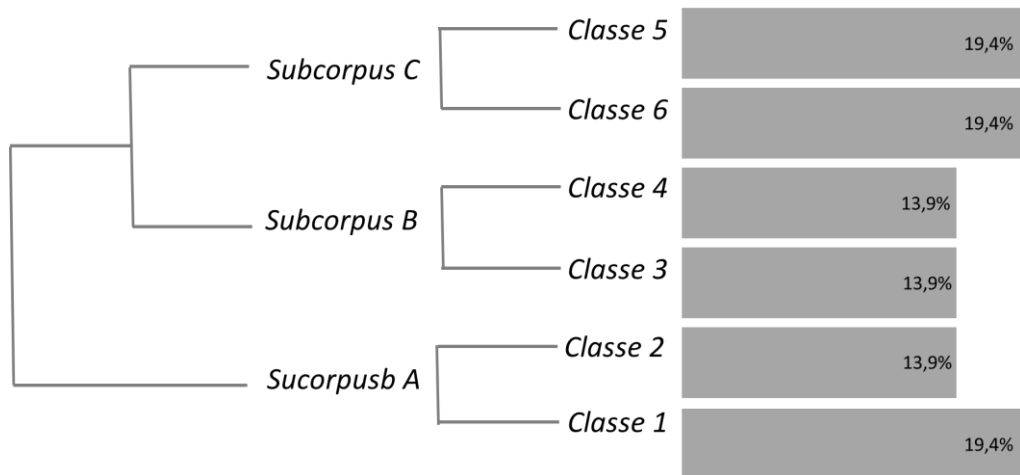 Classe 5
19,4%
Subcorpus C
Classe 6
19,4%
Classe 4
13,9%
Subcorpus B
Classe 3
13,9%
Classe 2
13,9%
Sucorpusb A
Classe 1
19,4%